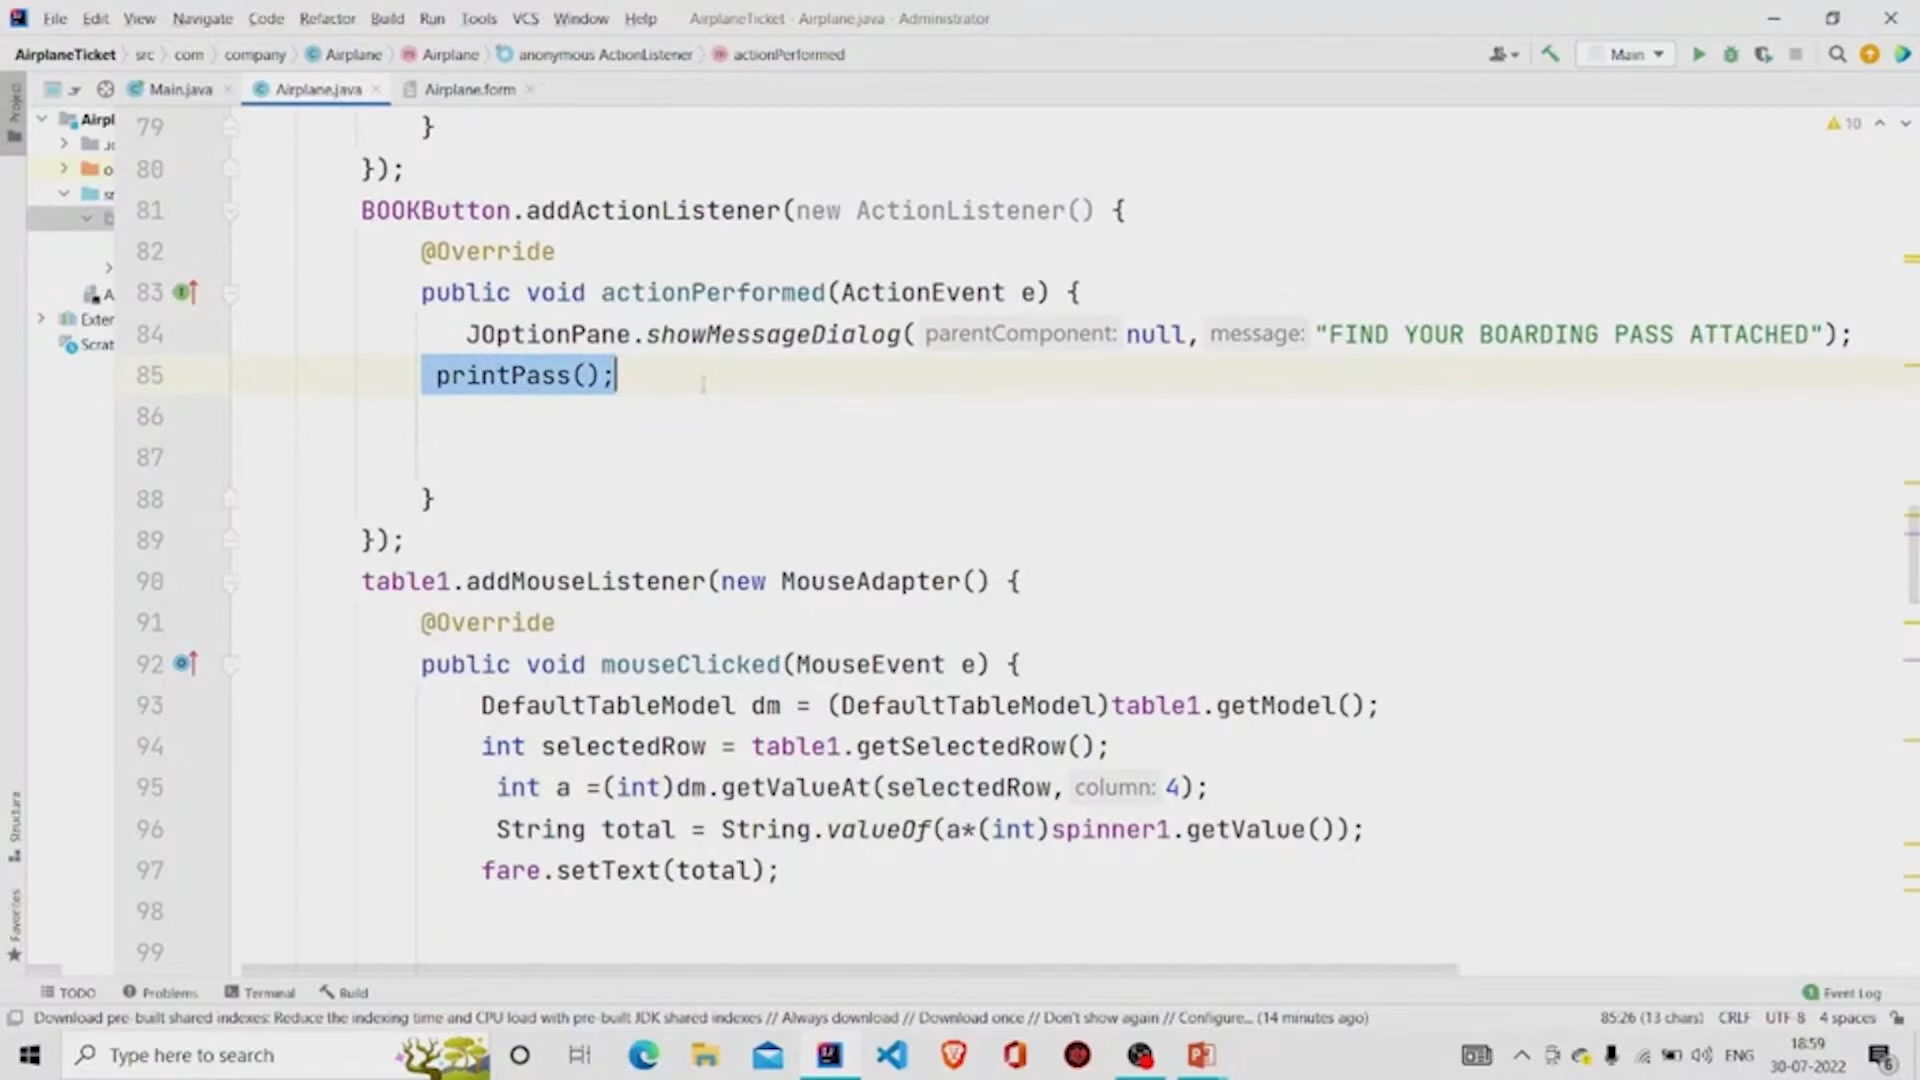 File Edit View Navigate Code Refactor Build Run Tools VCS Window Help AirplaneTicket - Airplane.java - Administrator
AirplaneTicket src com company Airplane Airplane anonymous ActionListener actionPerformed Main
Main.java Airplane.java Airplane.form
Project
Airpl
Exter
Scrat
10
79 }
80 });
81 BOOKButton.addActionListener(new ActionListener() {
82 @Override
83 public void actionPerformed(ActionEvent e) {
84 JOptionPane.showMessageDialog( parentComponent: null, message: "FIND YOUR BOARDING PASS ATTACHED");
85 printPass();
86
87
88 }
89 });
90 table1.addMouseListener(new MouseAdapter() {
91 @Override
92 public void mouseClicked(MouseEvent e) {
93 DefaultTableModel dm = (DefaultTableModel)table1.getModel();
94 int selectedRow = table1.getSelectedRow();
95 int a =(int)dm.getValueAt(selectedRow, column: 4);
96 String total = String.valueOf(a*(int)spinner1.getValue());
97 fare.setText(total);
98
99
Structure
Favorites
TODO Problems Terminal Build Event Log
Download pre-built shared indexes: Reduce the indexing time and CPU load with pre-built JDK shared indexes // Always download // Download once // Don't show again // Configure... (14 minutes ago) 85:26 (13 chars) CRLF UTF-8 4 spaces
Type here to search ENG 18:59
30-07-2022
6